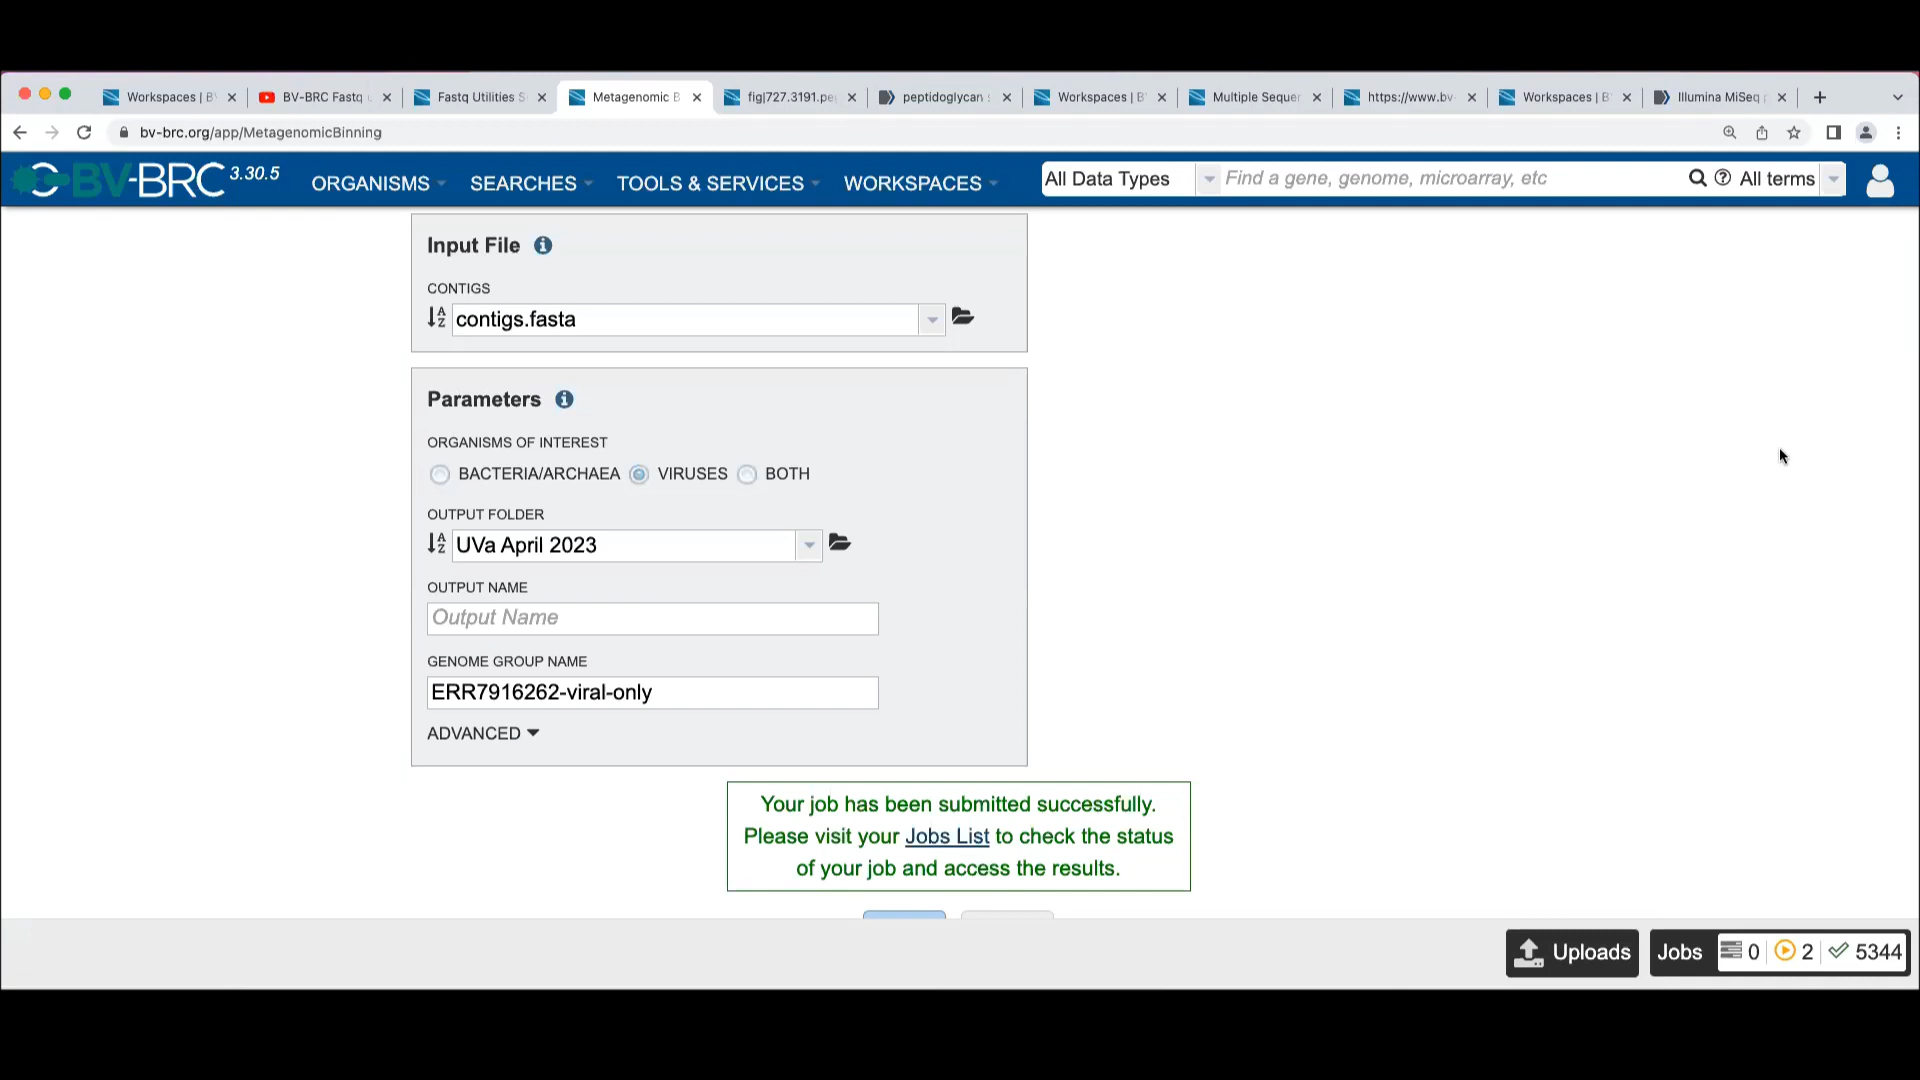 Workspaces | B
BV-BRC Fastq
Fastq Utilities S
Metagenomic B
fig|727.3191.pe
peptidoglycan
Workspaces | B
Multiple Sequer
https://www.bv-
Workspaces | B
Illumina MiSeq
bv-brc.org/app/MetagenomicBinning
BV-BRC 3.30.5
ORGANISMS
SEARCHES
TOOLS & SERVICES
WORKSPACES
All Data Types
Find a gene, genome, microarray, etc
All terms
Input File
CONTIGS
contigs.fasta
Parameters
ORGANISMS OF INTEREST
BACTERIA/ARCHAEA VIRUSES BOTH
OUTPUT FOLDER
UVa April 2023
OUTPUT NAME
Output Name
GENOME GROUP NAME
ERR7916262-viral-only
ADVANCED
Your job has been submitted successfully.
Please visit your Jobs List to check the status
of your job and access the results.
Uploads
Jobs 0 2 5344